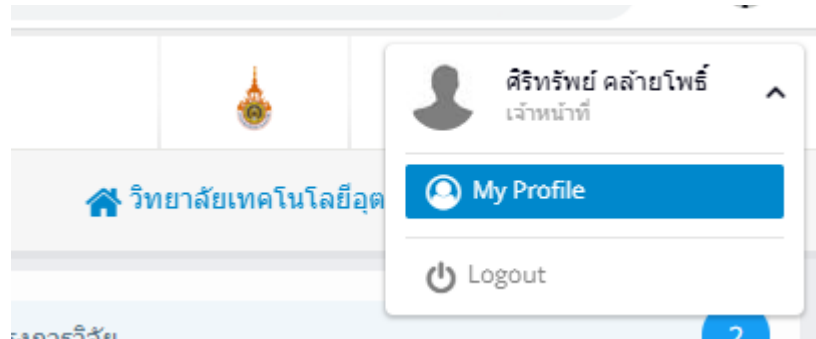 ศิริทรัพย์ คล้ายโพธิ์
เจ้าหน้าที่
วิทยาลัยเทคโนโลยีอุต
My Profile
Logout
2